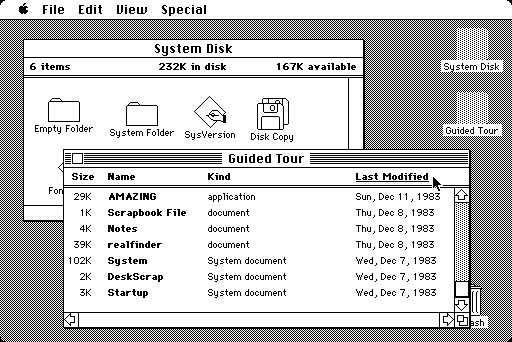 File Edit View Special
System Disk
6 items 232K in disk 167K available
Empty Folder System Folder SysVersion Disk Copy
System Disk
Guided Tour
Fon
Guided Tour
Size Name Kind Last Modified
29K AMAZING application Sun, Dec 11, 1983
1K Scrapbook File document Thu, Dec 8, 1983
4K Notes document Thu, Dec 8, 1983
39K realfinder document Thu, Dec 8, 1983
102K System System document Wed, Dec 7, 1983
2K DeskScrap System document Wed, Dec 7, 1983
3K Startup System document Wed, Dec 7, 1983
ash